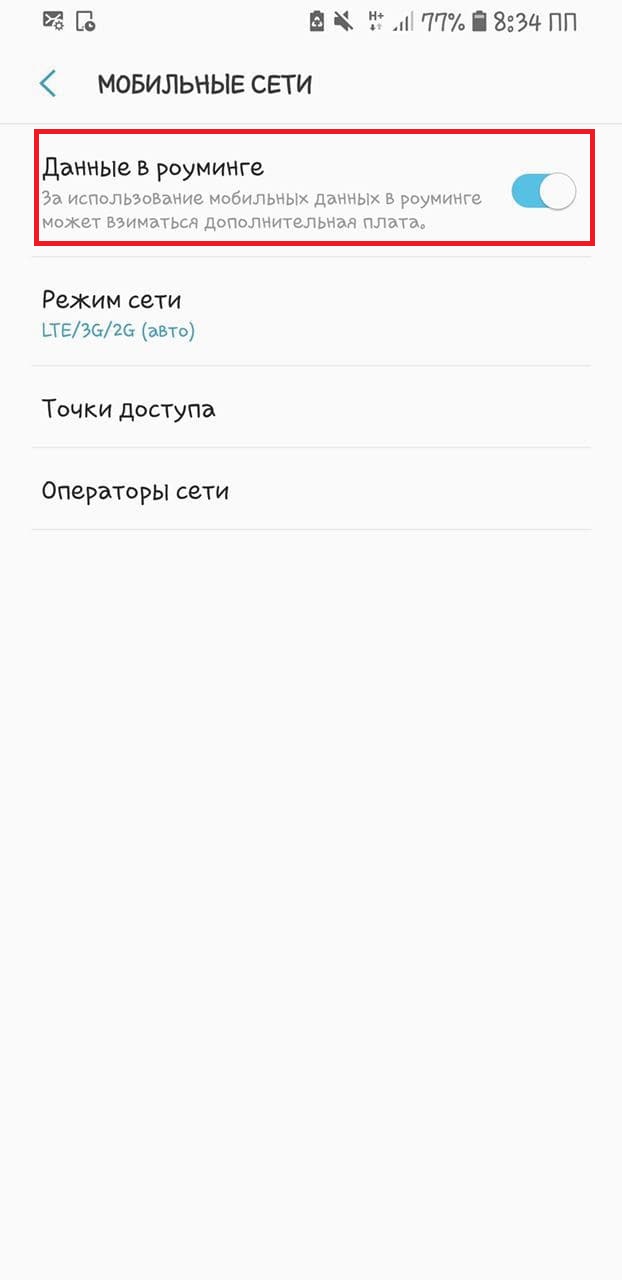 H+ 77% 8:34 ПП
МОБИЛЬНЫЕ СЕТИ
Данные в роуминге
За использование мобильных данных в роуминге
может взиматься дополнительная плата.
Режим сети
LTE/3G/2G (авто)
Точки доступа
Операторы сети